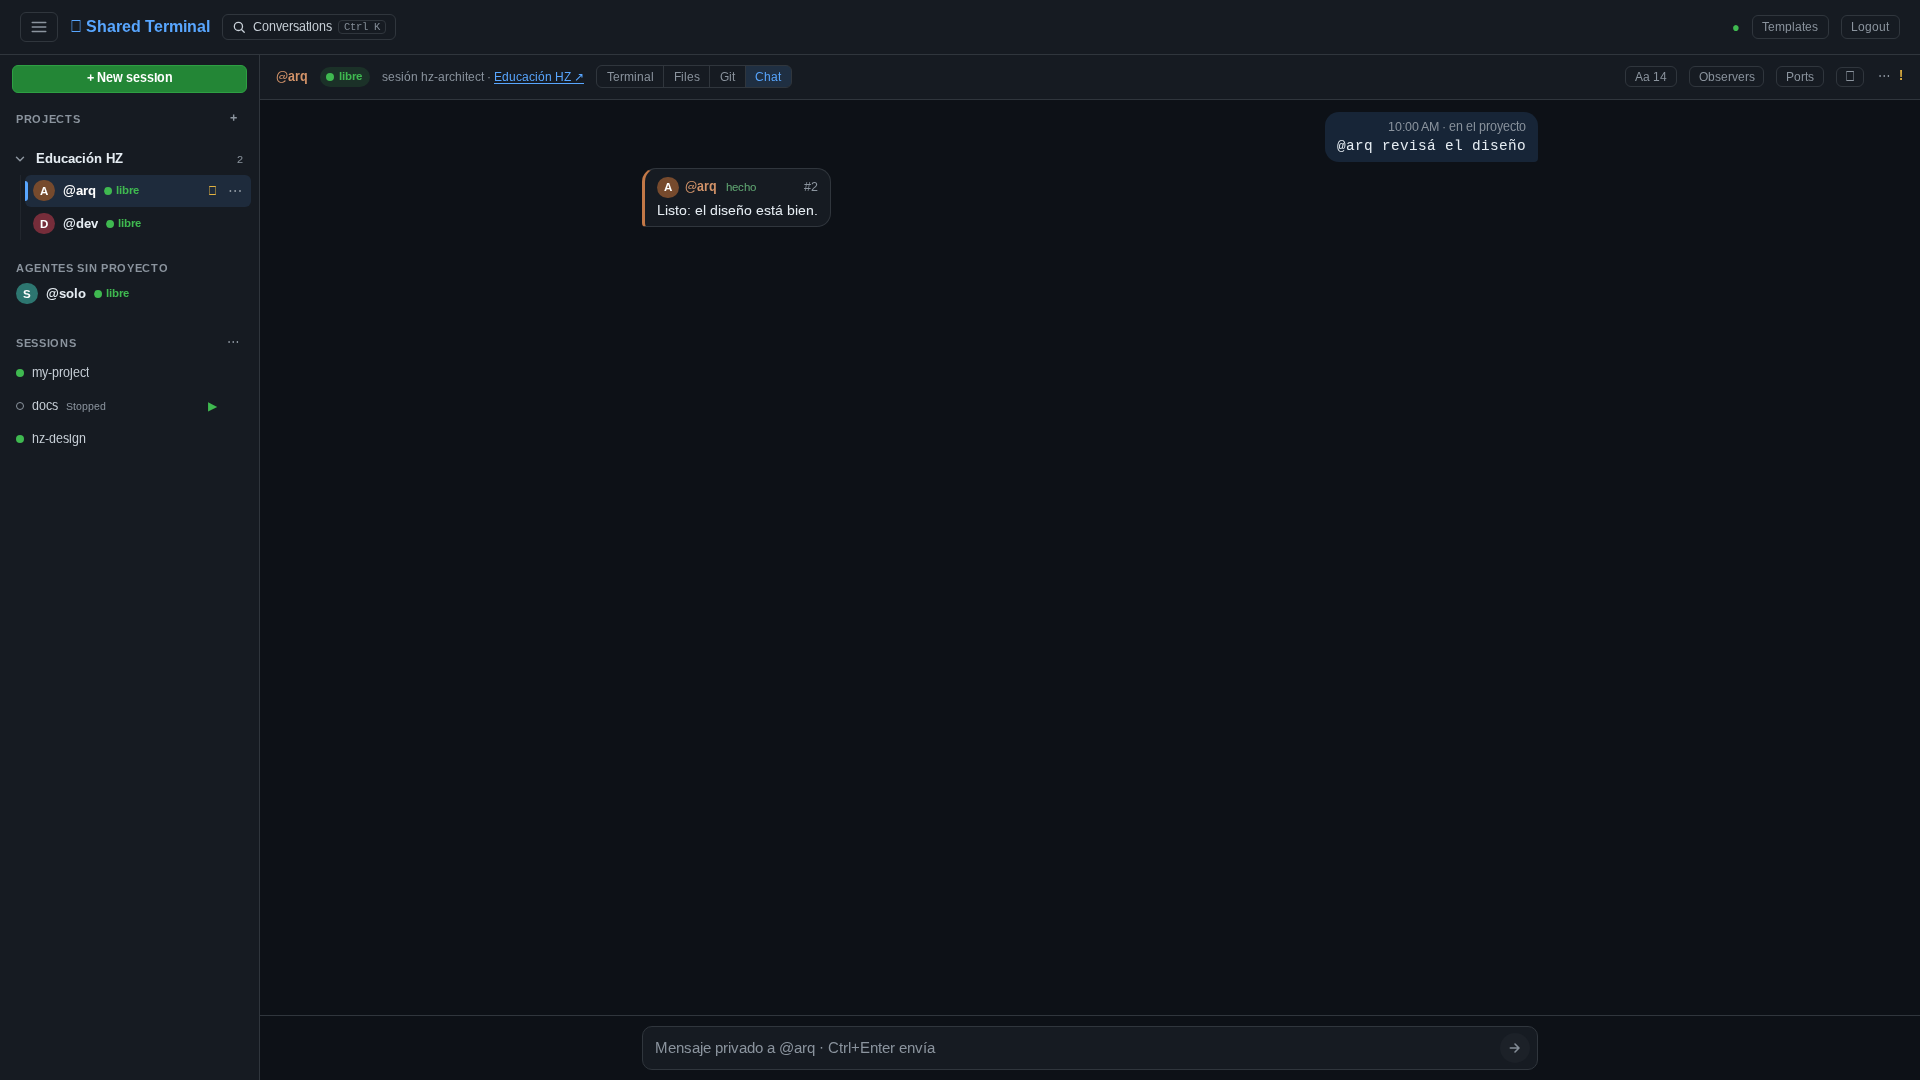 Shared Terminal
Conversations Ctrl K
Templates
Logout
+ New session
PROJECTS +
Educación HZ 2
A @arq libre ···
D @dev libre
AGENTES SIN PROYECTO
S @solo libre
SESSIONS ···
my-project
docs Stopped
hz-design
@arq libre sesión hz-architect · Educación HZ ↗
Terminal Files Git Chat
Aa 14 Observers Ports ··· !
10:00 AM · en el proyecto
@arq revisá el diseño
A @arq hecho #2
Listo: el diseño está bien.
Mensaje privado a @arq · Ctrl+Enter envía